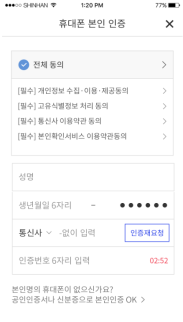 SHINHAN 1:20 PM 77%
휴대폰 본인 인증
전체 동의
[필수] 개인정보 수집·이용·제공동의
[필수] 고유식별정보 처리 동의
[필수] 통신사 이용약관 동의
[필수] 본인확인서비스 이용약관동의
성명
생년월일 6자리 – ●●●●●●
통신사 -없이 입력 인증재요청
인증번호 6자리 입력 02:52
본인명의 휴대폰이 없으신가요?
공인인증서나 신분증으로 본인인증 OK >